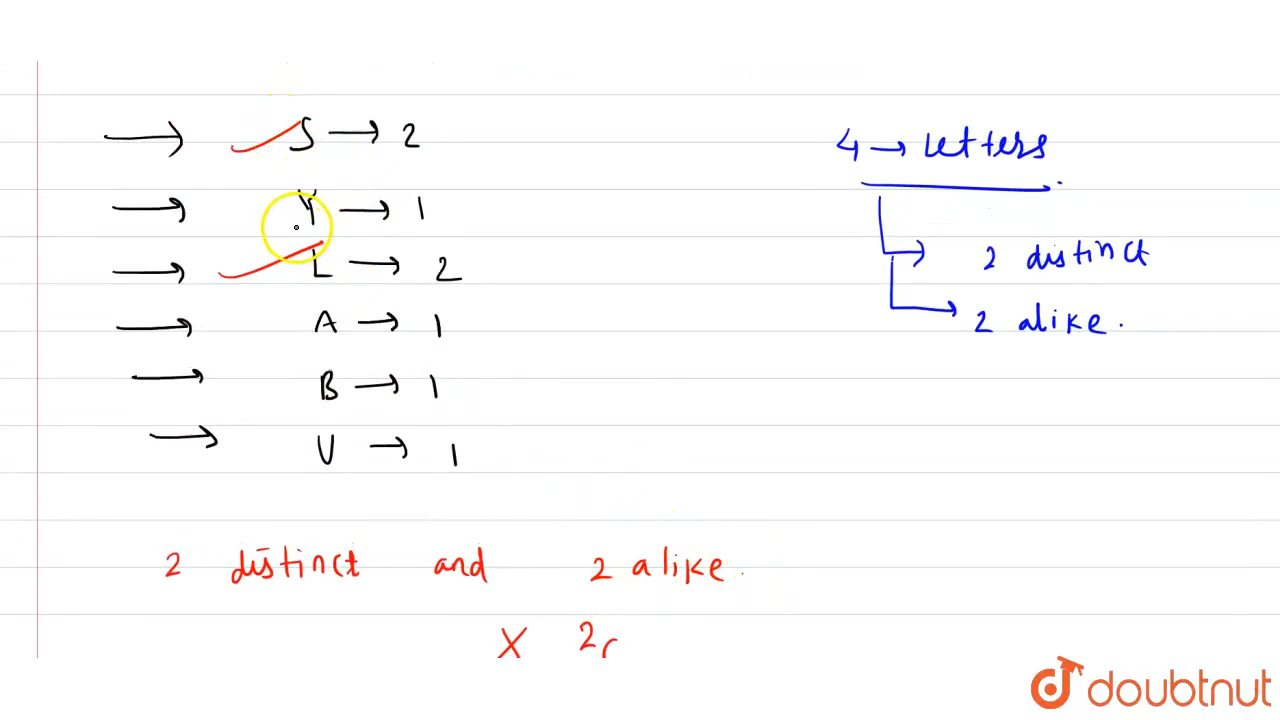 S → 2
Y → 1
L → 2
A → 1
B → 1
U → 1
4 → letters
2 distinct
2 alike.
2 distinct and 2 alike.
X 2
doubtnut